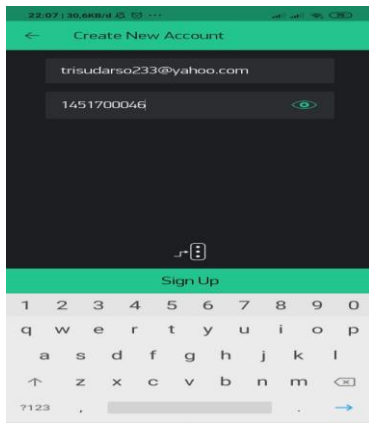 22:07 | 30,6KB/d
Create New Account
trisudarso233@yahoo.com
1451700046
Sign Up
1 2 3 4 5 6 7 8 9 0
q w e r t y u i o p
a s d f g h j k l
z x c v b n m
?123 , .